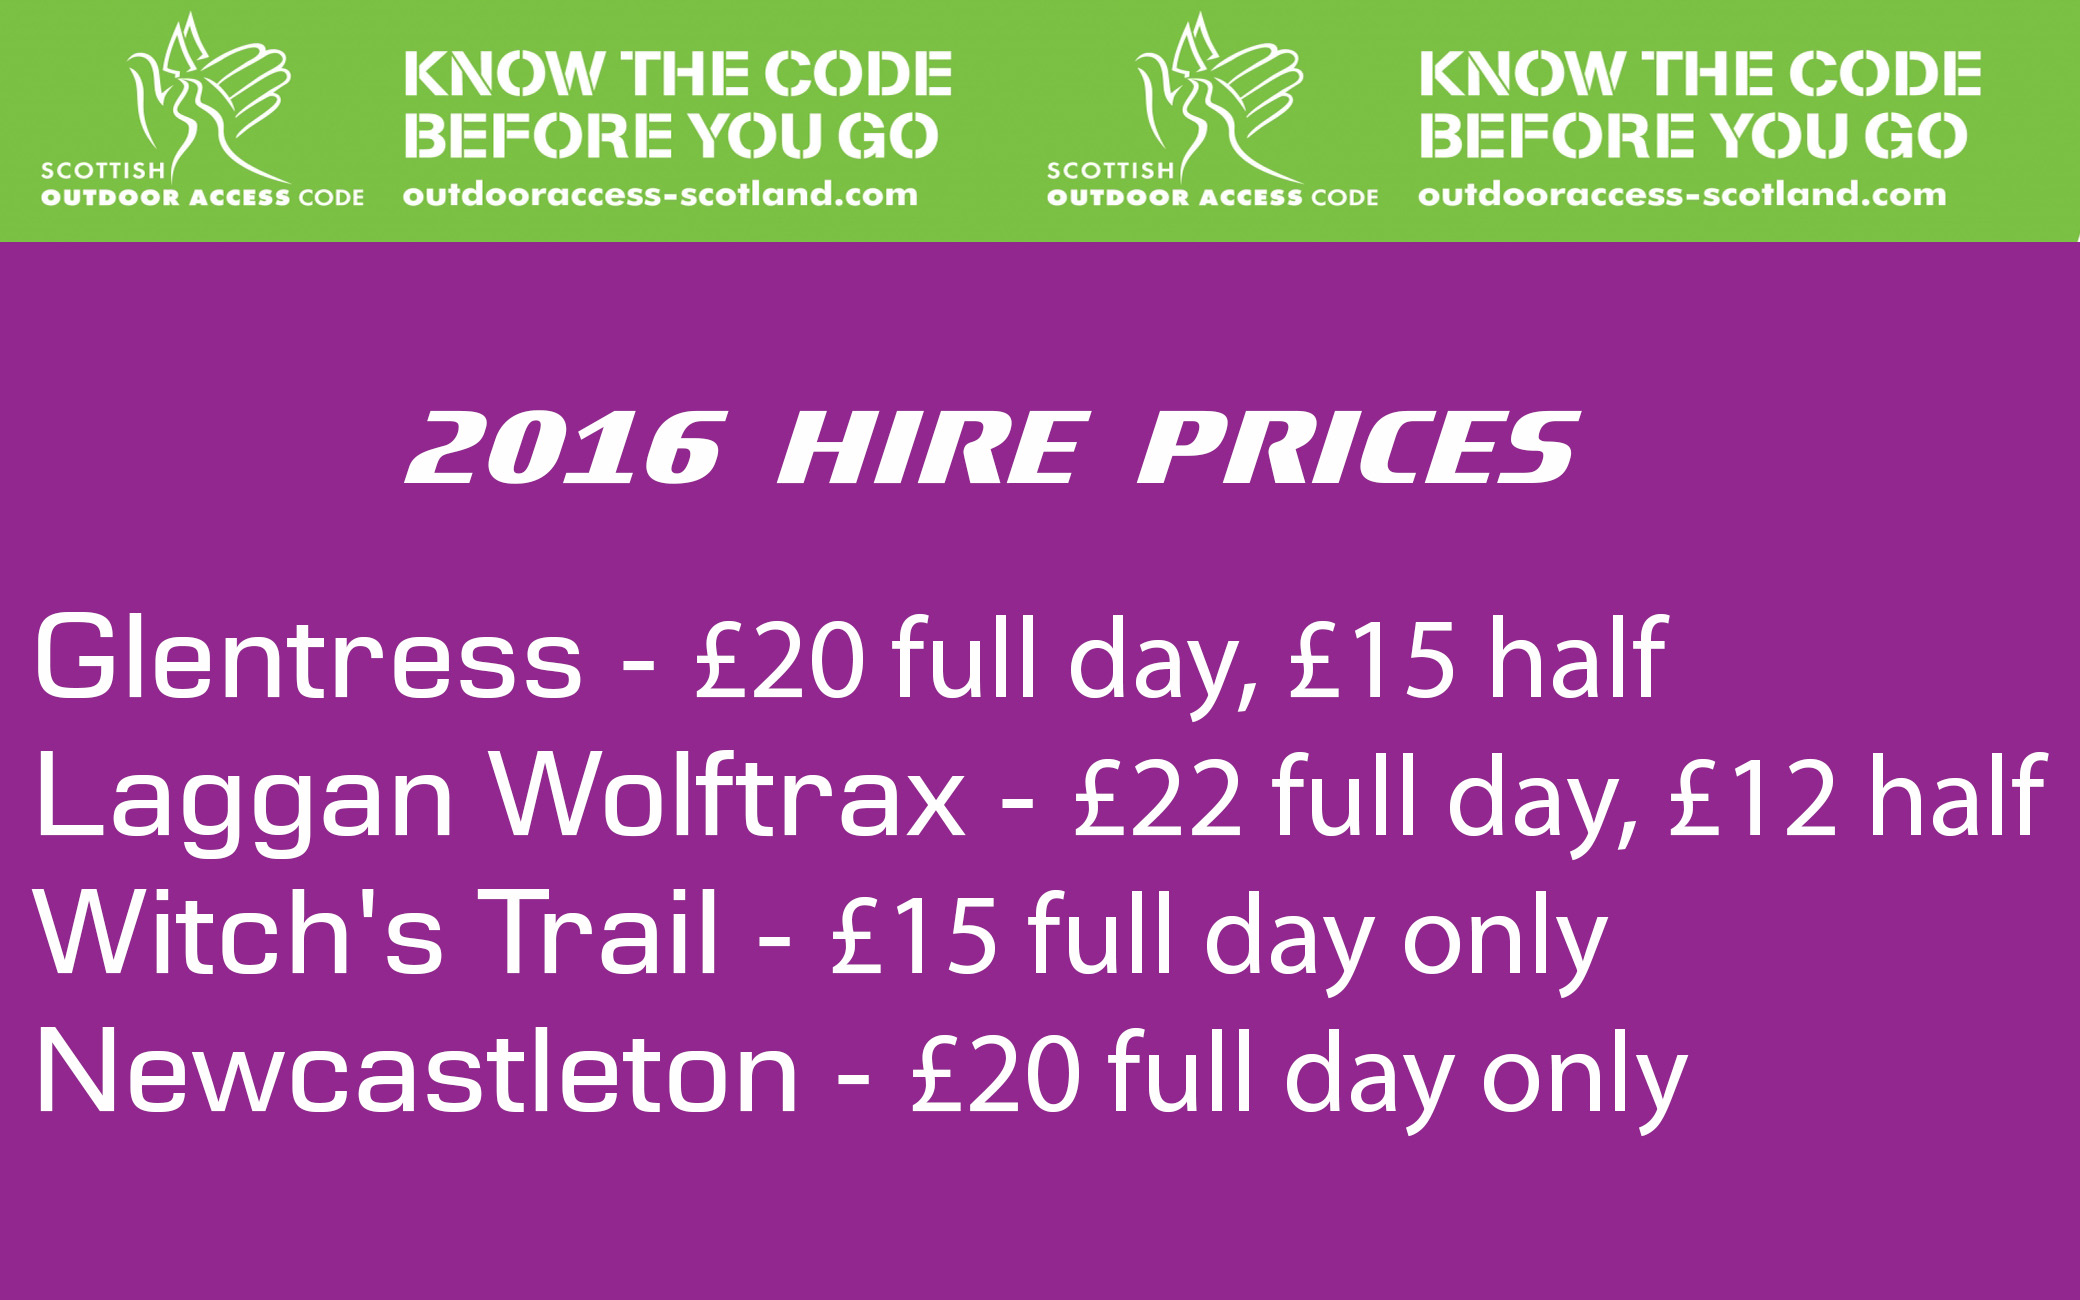 SCOTTISH
OUTDOOR ACCESS CODE
KNOW THE CODE
BEFORE YOU GO
outdooraccess-scotland.com
SCOTTISH
OUTDOOR ACCESS CODE
KNOW THE CODE
BEFORE YOU GO
outdooraccess-scotland.com
2016 HIRE PRICES
Glentress - £20 full day, £15 half
Laggan Wolftrax - £22 full day, £12 half
Witch's Trail - £15 full day only
Newcastleton - £20 full day only